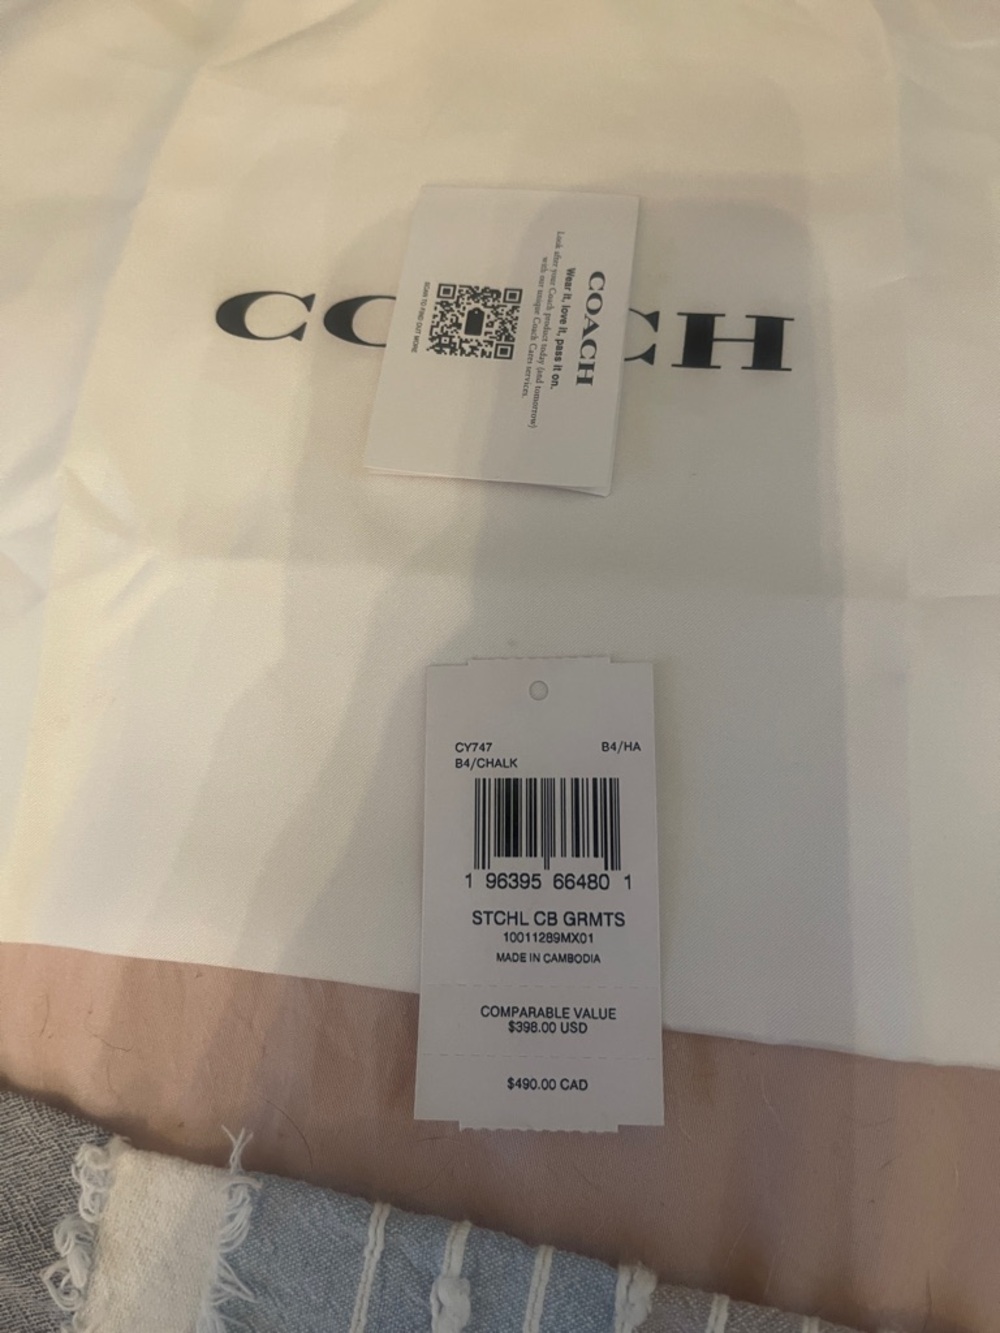 COACH
Wear it, love it, pass it on.
Look after your Coach product today (and tomorrow)
with our unique Coach Cares services.
SCAN TO FIND OUT MORE
CO CH
CY747 B4/HA
B4/CHALK
1 96395 66480 1
STCHL CB GRMTS
10011289MX01
MADE IN CAMBODIA
COMPARABLE VALUE
$398.00 USD
$490.00 CAD